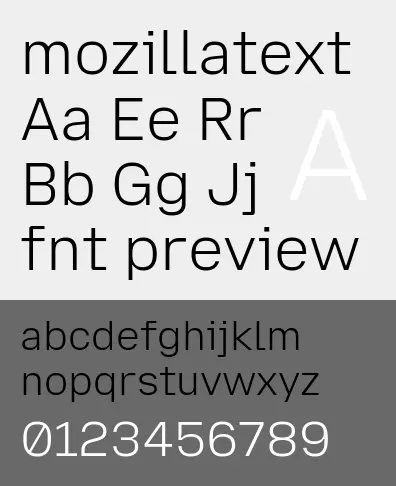 mozillatext
Aa Ee Rr
A
Bb Gg Jj
fnt preview
abcdefghijklm
nopqrstuvwxyz
0123456789